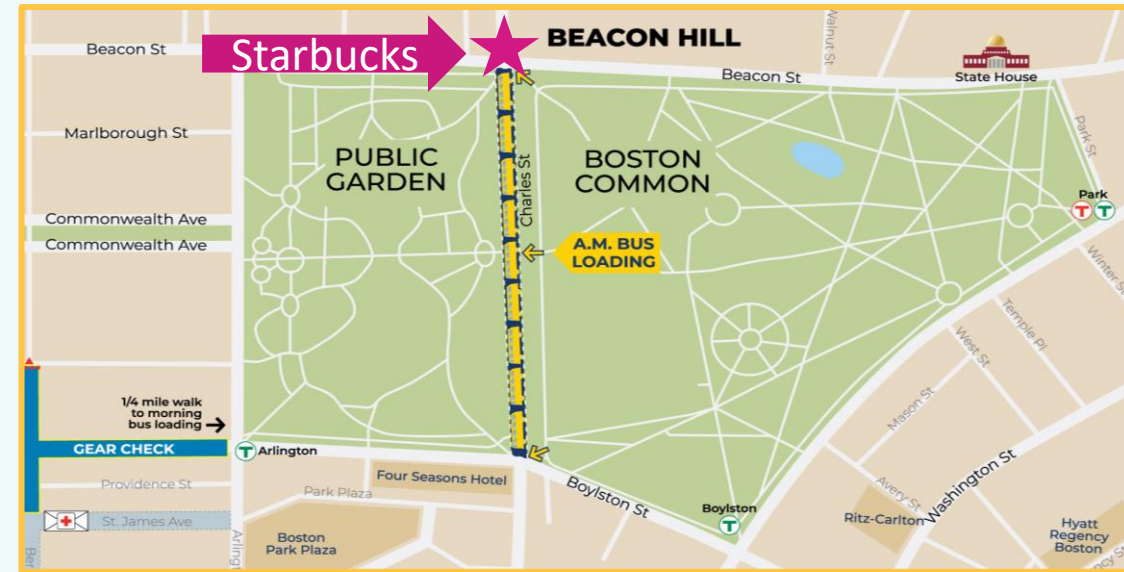 Starbucks
BEACON HILL
Beacon St
Walnut St
State House
Beacon St
Marlborough St
PUBLIC
GARDEN
BOSTON
COMMON
Charles St
Park St
Park
T T
Commonwealth Ave
Commonwealth Ave
A.M. BUS
LOADING
Winter St
Temple Pl
West St
1/4 mile walk
to morning
bus loading
Mason St
GEAR CHECK
T Arlington
Four Seasons Hotel
Boylston St
Washington St
Providence St
Park Plaza
Avery St
Boylston
T
Ritz-Carlton
St. James Ave
Boston
Park Plaza
Hyatt
Regency
Boston